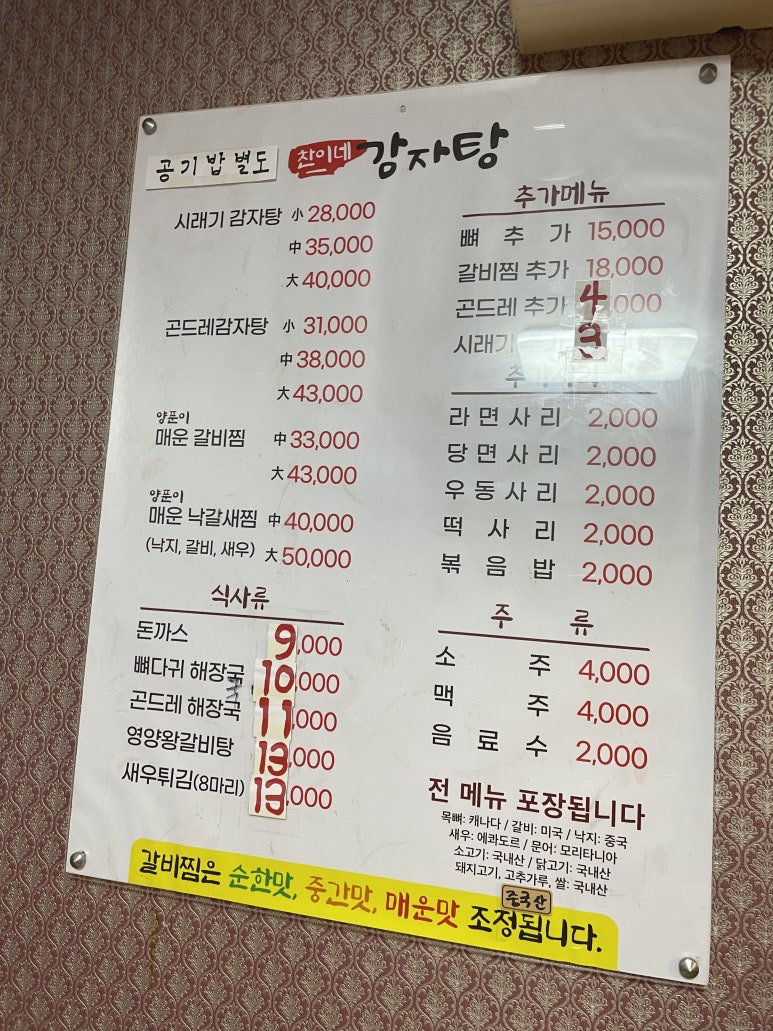 공기밥별도
찬이네 감자탕
시래기 감자탕 小 28,000
中 35,000
大 40,000
곤드레감자탕 小 31,000
中 38,000
大 43,000
양푼이
매운 갈비찜 中 33,000
大 43,000
양푼이
매운 낙갈새찜 中 40,000
(낙지, 갈비, 새우) 大 50,000
식사류
돈까스 9,000
뼈다귀 해장국 10,000
곤드레 해장국 11,000
영양왕갈비탕 13,000
새우튀김(8마리) 13,000
추가메뉴
뼈 추 가 15,000
갈비찜 추가 18,000
곤드레 추가 4,000
시래기
라면사리 2,000
당면사리 2,000
우동사리 2,000
떡 사 리 2,000
볶 음 밥 2,000
주 류
소 주 4,000
맥 주 4,000
음 료 수 2,000
전 메뉴 포장됩니다
목뼈: 캐나다 / 갈비: 미국 / 낙지: 중국
새우: 에콰도르 / 문어: 모리타니아
소고기: 국내산 / 닭고기: 국내산
돼지고기, 고추가루, 쌀: 국내산
중국산
갈비찜은 순한맛, 중간맛, 매운맛 조정됩니다.